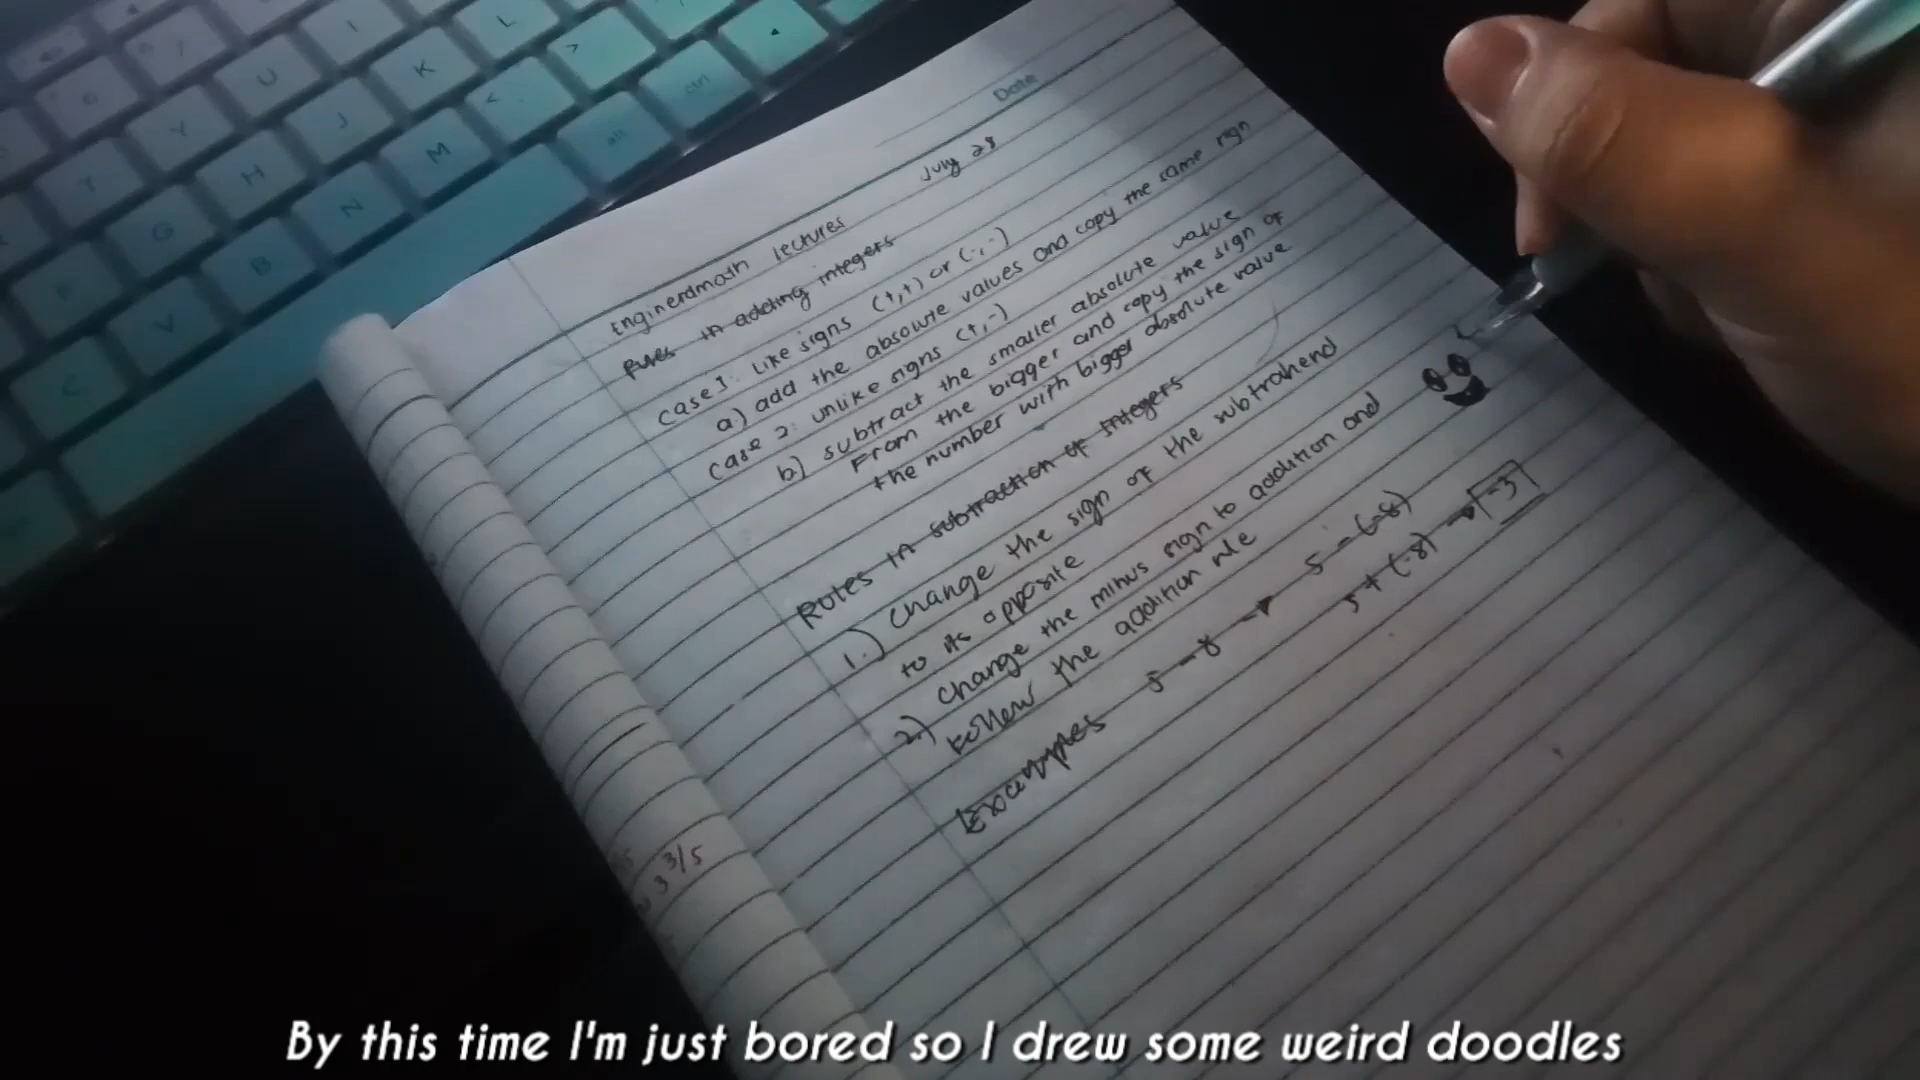 Date
July 28
Enginerdmath lectures
Rules in adding integers
Case 1: Like signs (+,+) or (-,-)
a.) add the absolute values and copy the same sign
Case 2: unlike signs (+,-)
b) subtract the smaller absolute value
From the bigger and copy the sign of
the number with bigger absolute value
Rules in subtraction of Integers
1.) Change the sign of the subtrahend
to its opposite
2.) Change the minus sign to addition and
Follow the addition rule
Examples 5 - 8 → 5 - (-8)
5 + (-8) → -3
3 3/5
U I L
Y J K > 
T H M < alt ctrl
G N
B
V
C
By this time I'm just bored so I drew some weird doodles